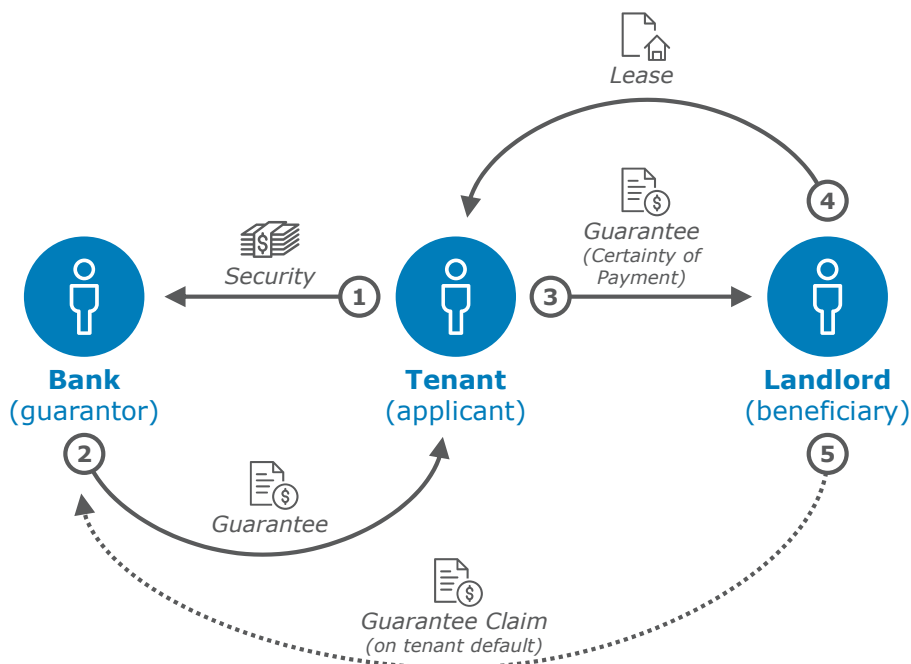 Lease
4
Guarantee
(Certainty of
Payment)
Security
1
3
Bank
(guarantor)
Tenant
(applicant)
Landlord
(beneficiary)
2
5
Guarantee
Guarantee Claim
(on tenant default)